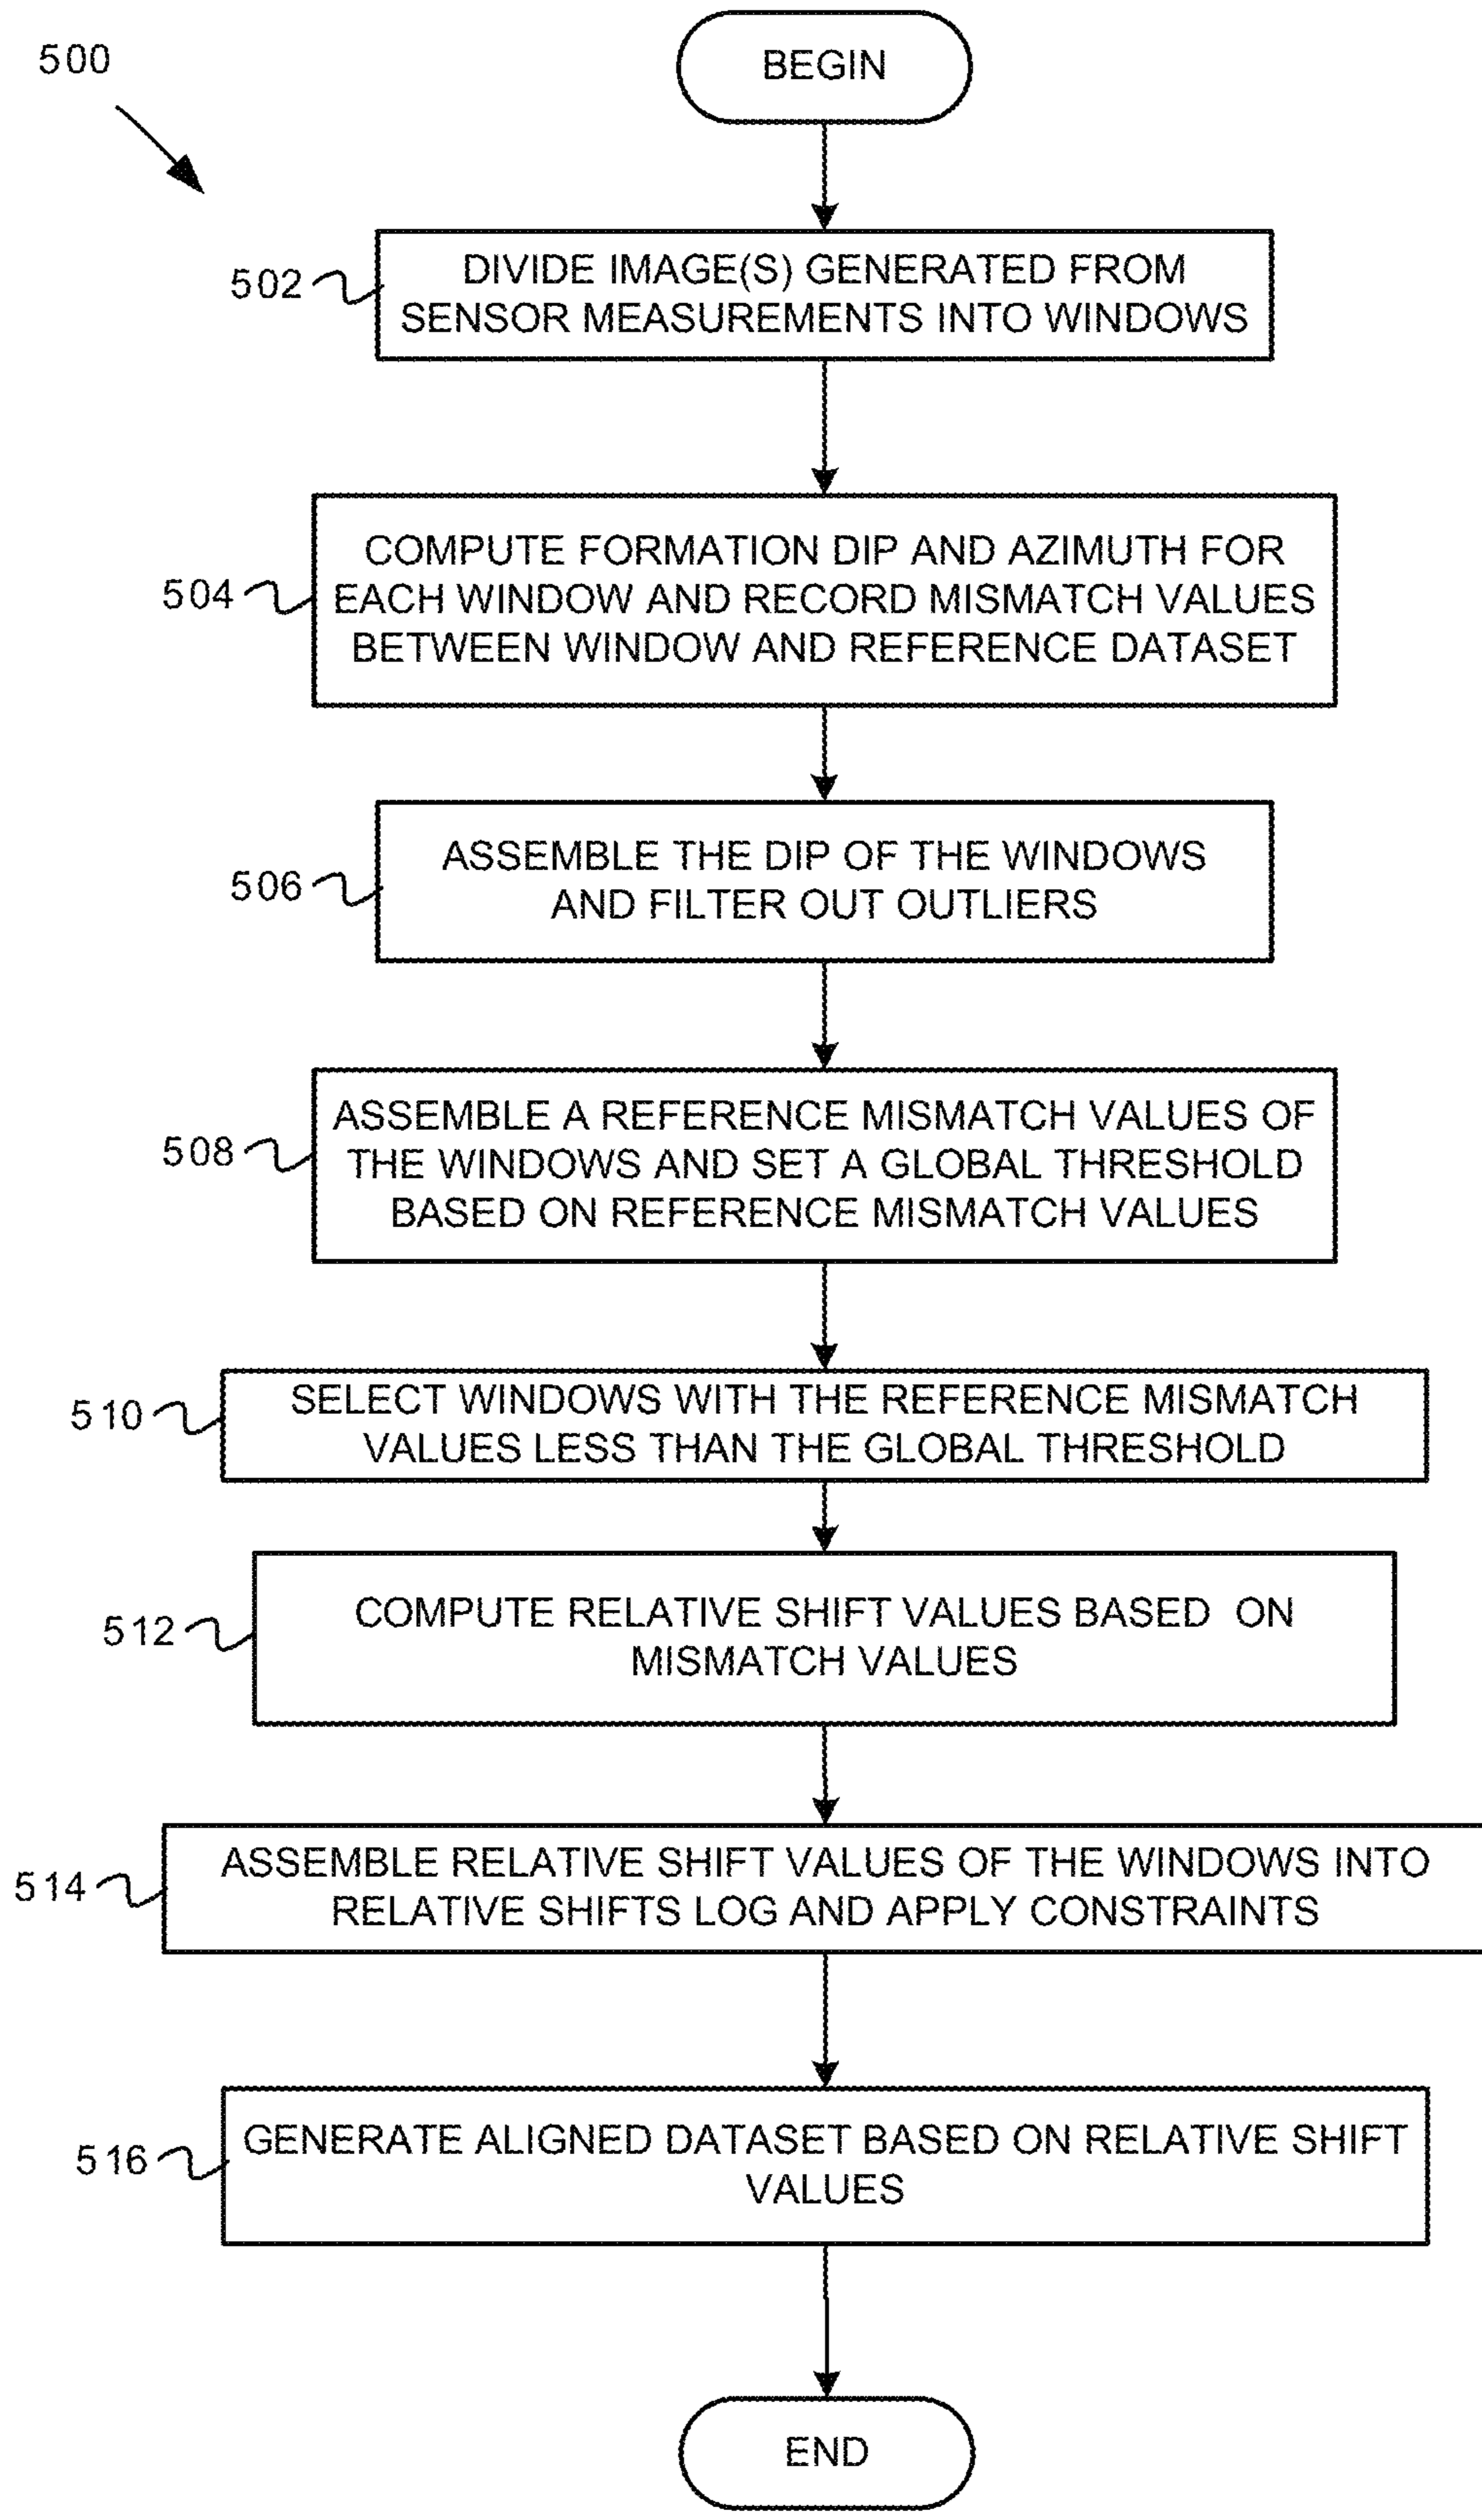 500
BEGIN
502
DIVIDE IMAGE(S) GENERATED FROM
SENSOR MEASUREMENTS INTO WINDOWS
504
COMPUTE FORMATION DIP AND AZIMUTH FOR
EACH WINDOW AND RECORD MISMATCH VALUES
BETWEEN WINDOW AND REFERENCE DATASET
506
ASSEMBLE THE DIP OF THE WINDOWS
AND FILTER OUT OUTLIERS
508
ASSEMBLE A REFERENCE MISMATCH VALUES OF
THE WINDOWS AND SET A GLOBAL THRESHOLD
BASED ON REFERENCE MISMATCH VALUES
510
SELECT WINDOWS WITH THE REFERENCE MISMATCH
VALUES LESS THAN THE GLOBAL THRESHOLD
512
COMPUTE RELATIVE SHIFT VALUES BASED ON
MISMATCH VALUES
514
ASSEMBLE RELATIVE SHIFT VALUES OF THE WINDOWS INTO
RELATIVE SHIFTS LOG AND APPLY CONSTRAINTS
516
GENERATE ALIGNED DATASET BASED ON RELATIVE SHIFT
VALUES
END